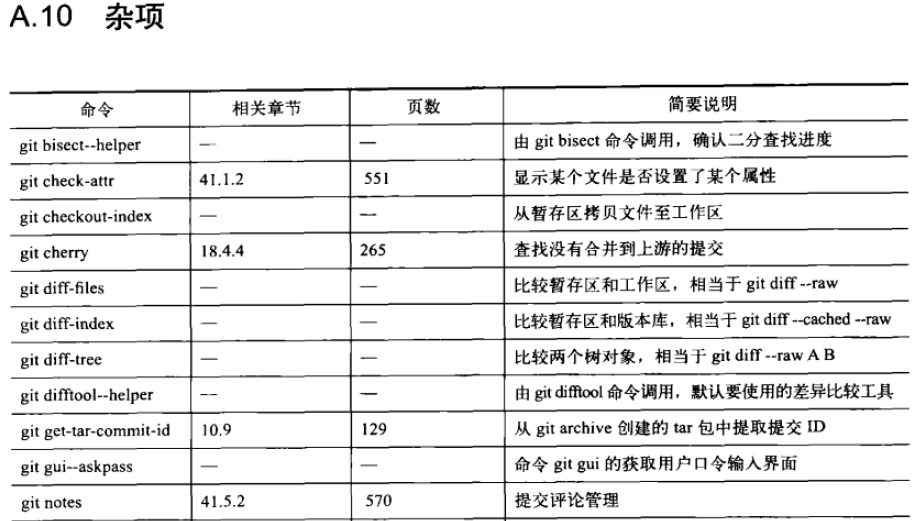 A.10 杂项
命令 相关章节 页数 简要说明
git bisect--helper — — 由 git bisect 命令调用，确认二分查找进度
git check-attr 41.1.2 551 显示某个文件是否设置了某个属性
git checkout-index — — 从暂存区拷贝文件至工作区
git cherry 18.4.4 265 查找没有合并到上游的提交
git diff-files — — 比较暂存区和工作区，相当于 git diff --raw
git diff-index — — 比较暂存区和版本库，相当于 git diff --cached --raw
git diff-tree — — 比较两个树对象，相当于 git diff --raw A B
git difftool--helper — — 由 git difftool 命令调用，默认要使用的差异比较工具
git get-tar-commit-id 10.9 129 从 git archive 创建的 tar 包中提取提交 ID
git gui--askpass — — 命令 git gui 的获取用户口令输入界面
git notes 41.5.2 570 提交评论管理